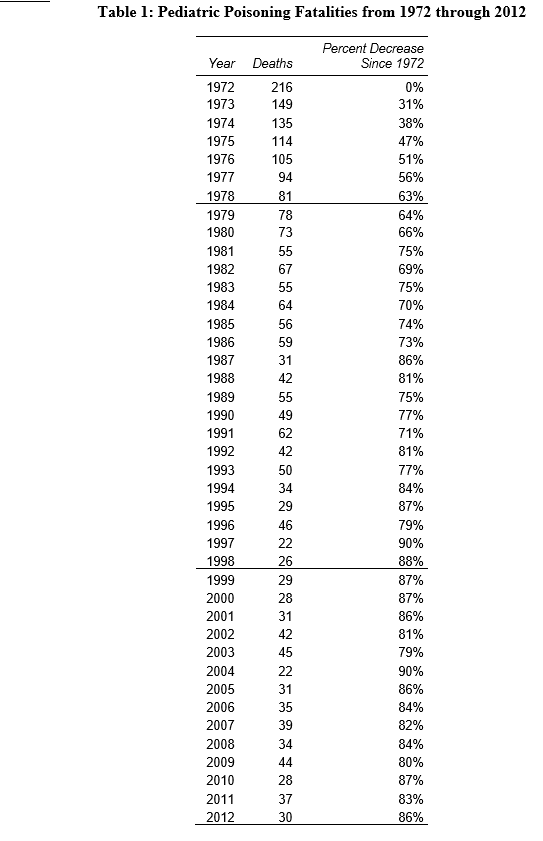 Table 1: Pediatric Poisoning Fatalities from 1972 through 2012
Percent Decrease
Year Deaths Since 1972
1972 216 0%
1973 149 31%
1974 135 38%
1975 114 47%
1976 105 51%
1977 94 56%
1978 81 63%
1979 78 64%
1980 73 66%
1981 55 75%
1982 67 69%
1983 55 75%
1984 64 70%
1985 56 74%
1986 59 73%
1987 31 86%
1988 42 81%
1989 55 75%
1990 49 77%
1991 62 71%
1992 42 81%
1993 50 77%
1994 34 84%
1995 29 87%
1996 46 79%
1997 22 90%
1998 26 88%
1999 29 87%
2000 28 87%
2001 31 86%
2002 42 81%
2003 45 79%
2004 22 90%
2005 31 86%
2006 35 84%
2007 39 82%
2008 34 84%
2009 44 80%
2010 28 87%
2011 37 83%
2012 30 86%